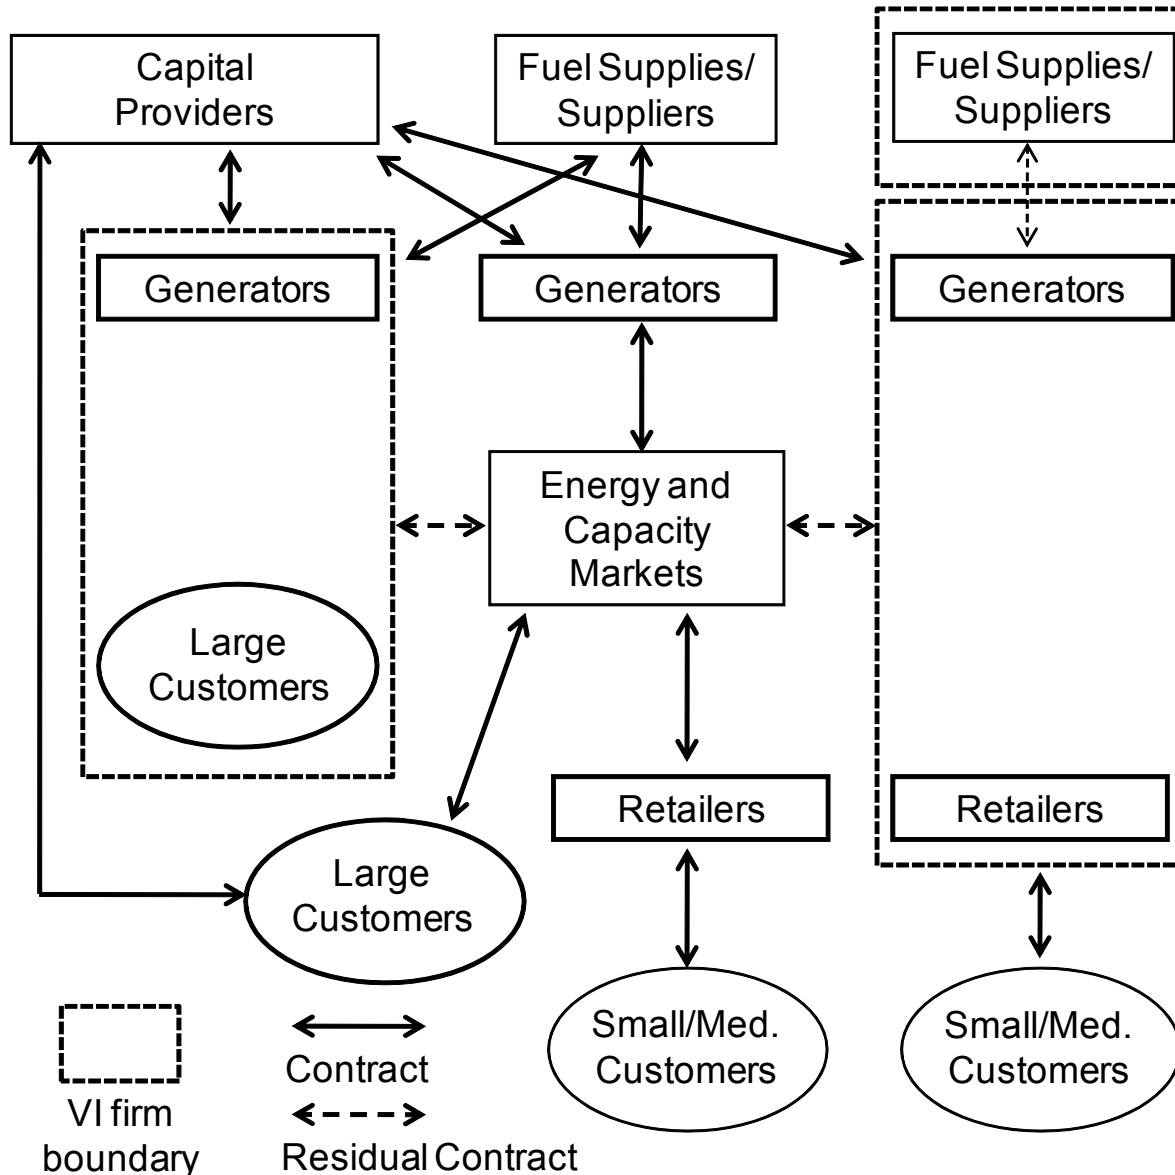 Capital
Providers
Fuel Supplies/
Suppliers
Fuel Supplies/
Suppliers
Generators
Generators
Generators
Energy and
Capacity
Markets
Large
Customers
Retailers
Retailers
Large
Customers
Small/Med.
Customers
Small/Med.
Customers
VI firm
boundary
Contract
Residual Contract